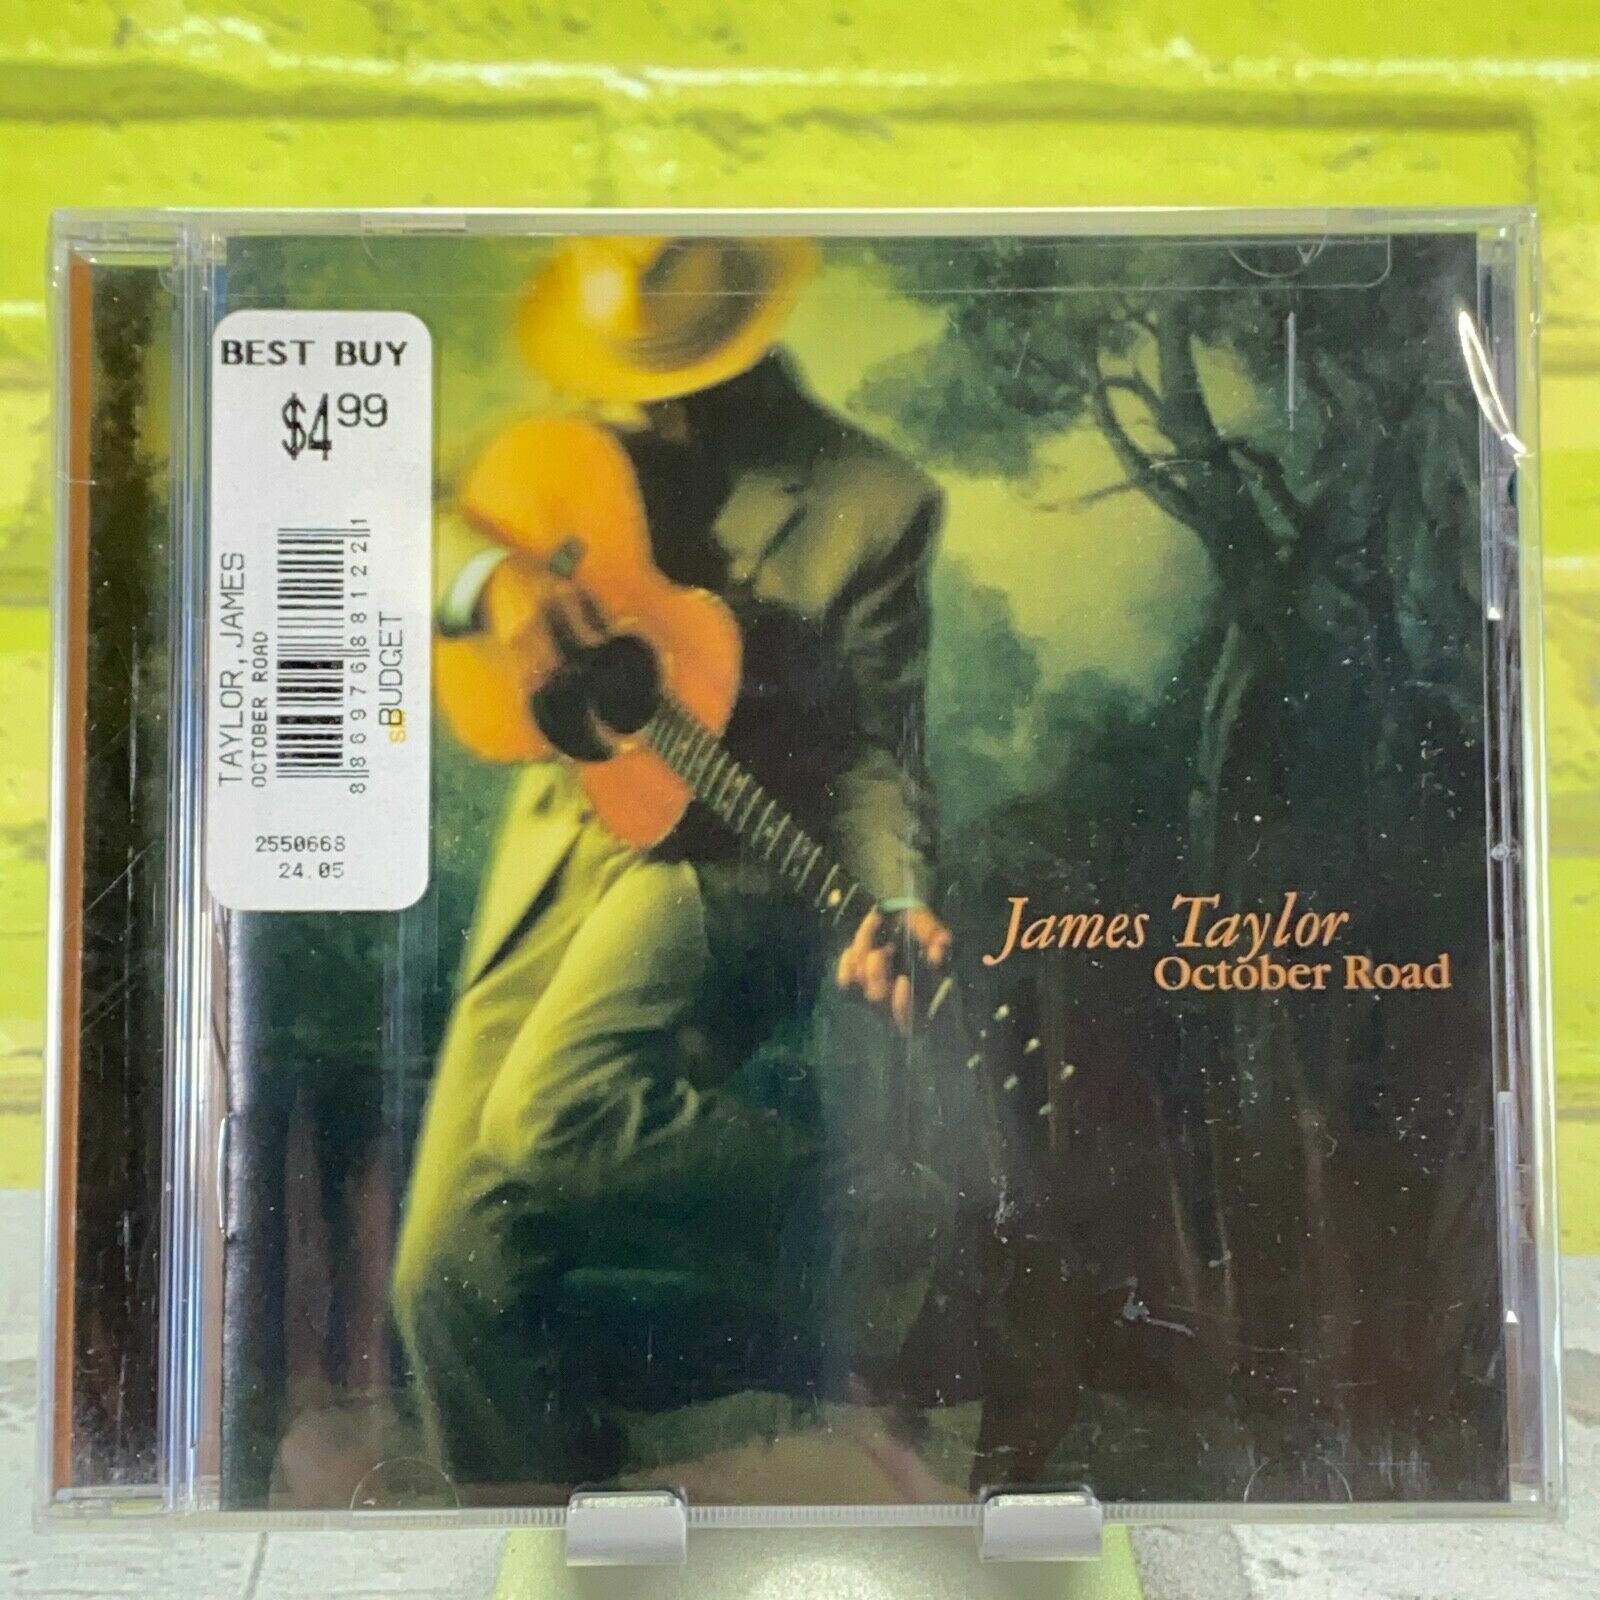 BEST BUY
$4.99
TAYLOR, JAMES
OCTOBER ROAD
8 86976 88122 1
BUDGET
2550668
24.05
James Taylor
October Road